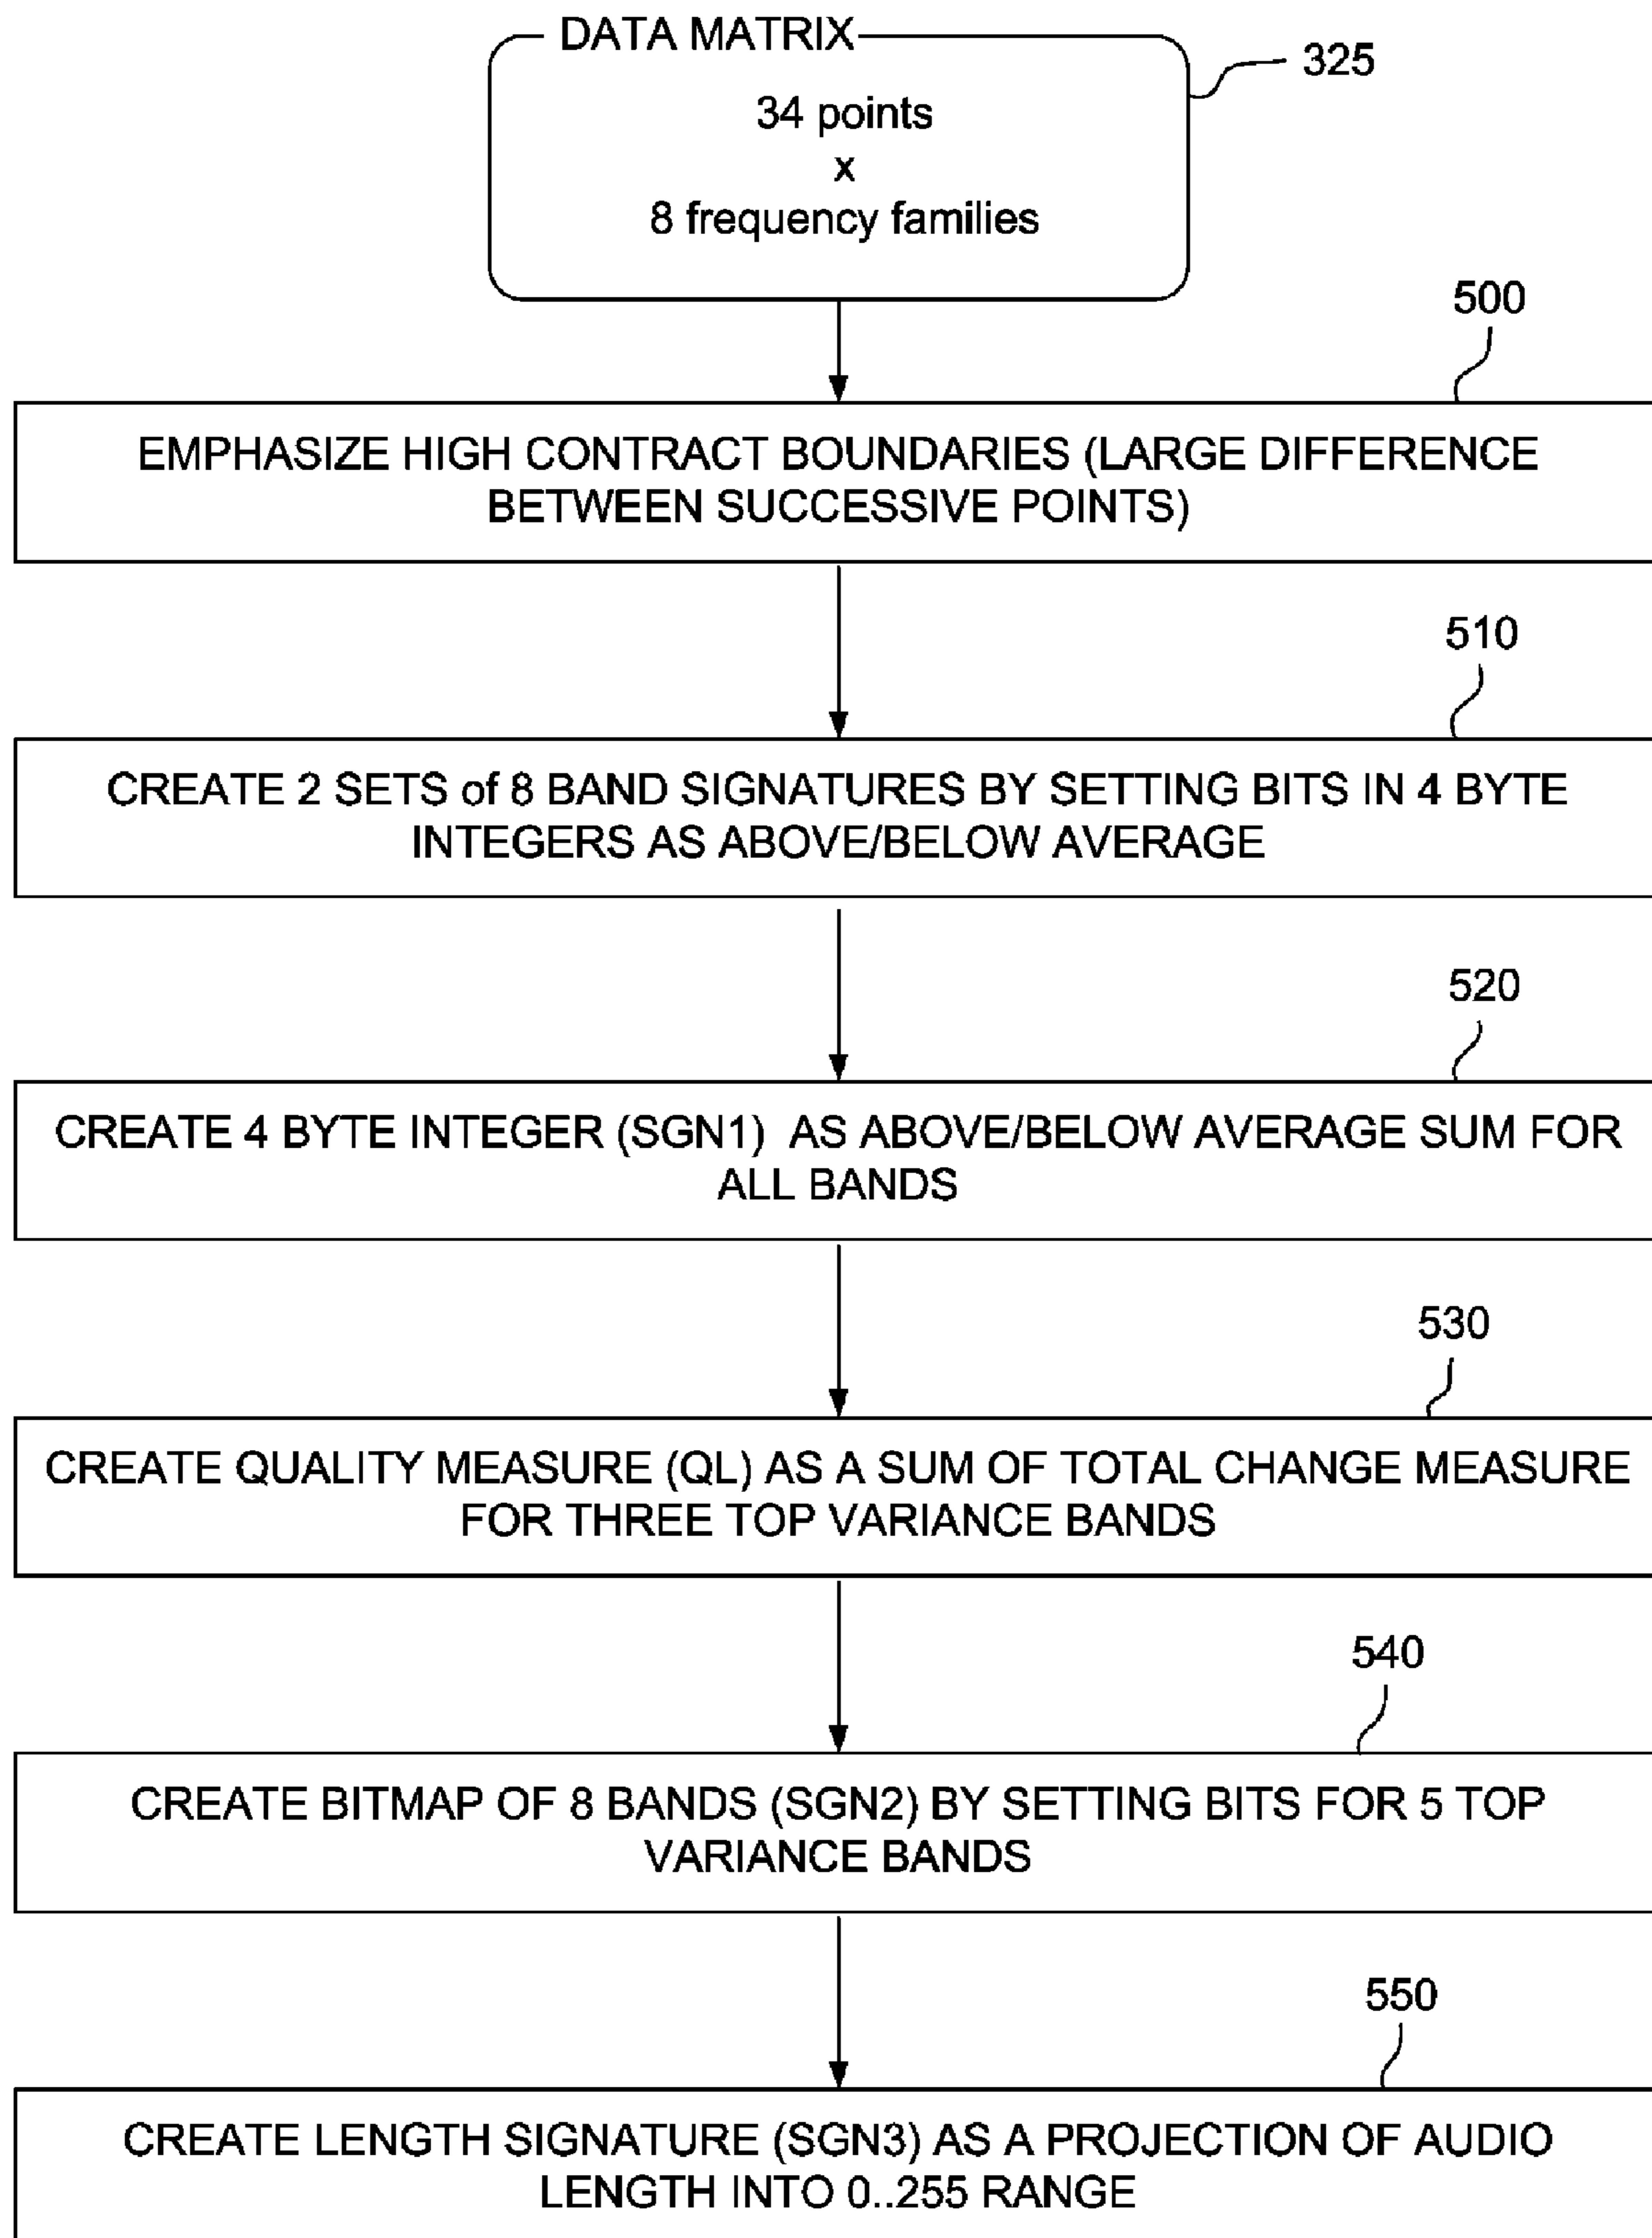 DATA MATRIX
325
34 points
x
8 frequency families
500
EMPHASIZE HIGH CONTRACT BOUNDARIES (LARGE DIFFERENCE
BETWEEN SUCCESSIVE POINTS)
510
CREATE 2 SETS of 8 BAND SIGNATURES BY SETTING BITS IN 4 BYTE
INTEGERS AS ABOVE/BELOW AVERAGE
520
CREATE 4 BYTE INTEGER (SGN1) AS ABOVE/BELOW AVERAGE SUM FOR
ALL BANDS
530
CREATE QUALITY MEASURE (QL) AS A SUM OF TOTAL CHANGE MEASURE
FOR THREE TOP VARIANCE BANDS
540
CREATE BITMAP OF 8 BANDS (SGN2) BY SETTING BITS FOR 5 TOP
VARIANCE BANDS
550
CREATE LENGTH SIGNATURE (SGN3) AS A PROJECTION OF AUDIO
LENGTH INTO 0..255 RANGE